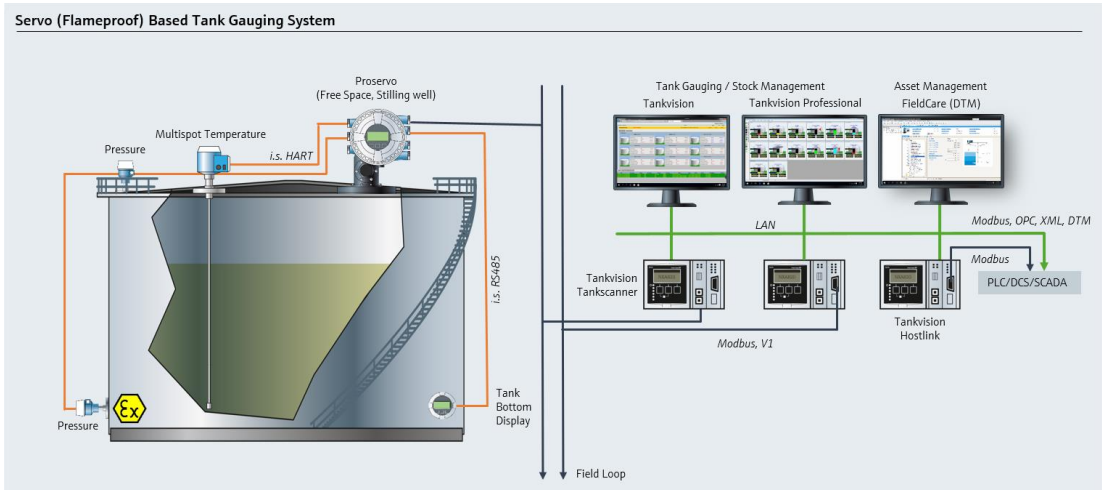 Servo (Flameproof) Based Tank Gauging System
Proservo
(Free Space, Stilling well)
Multispot Temperature
Pressure
i.s. HART
i.s. RS485
Pressure
Ex
Tank
Bottom
Display
Tank Gauging / Stock Management
Tankvision
Tankvision Professional
Asset Management
FieldCare (DTM)
LAN
Modbus, OPC, XML, DTM
Modbus
PLC/DCS/SCADA
Tankvision
Tankscanner
Tankvision
Hostlink
Modbus, V1
Field Loop